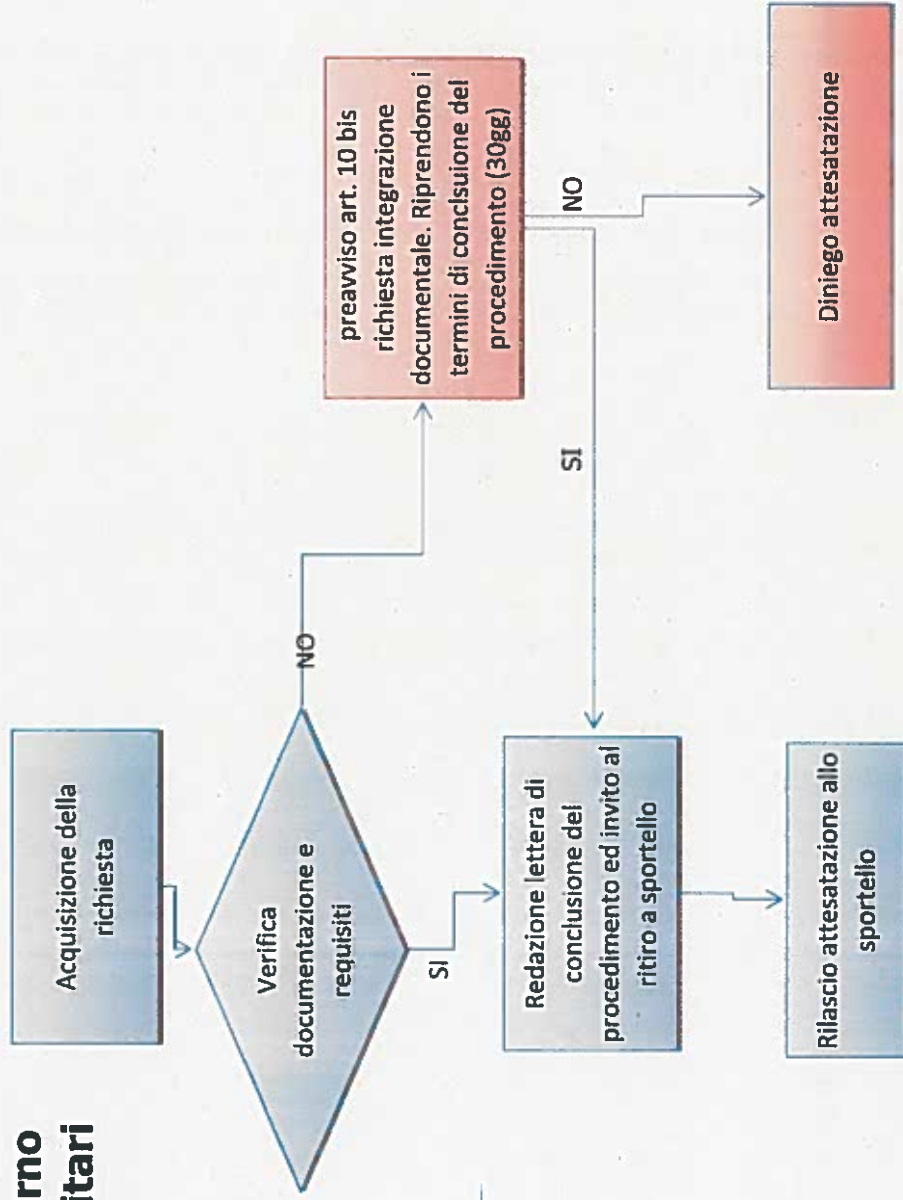 rno
itari
Acquisizione della
richiesta
Verifica
documentazione e
requisiti
NO
SI
preavviso art. 10 bis
richiesta integrazione
documentale. Riprendono i
termini di conclsuione del
procedimento (30gg)
SI
NO
Redazione lettera di
conclusione del
procedimento ed invito al
ritiro a sportello
Diniego attesatazione
Rilascio attesatazione allo
sportello